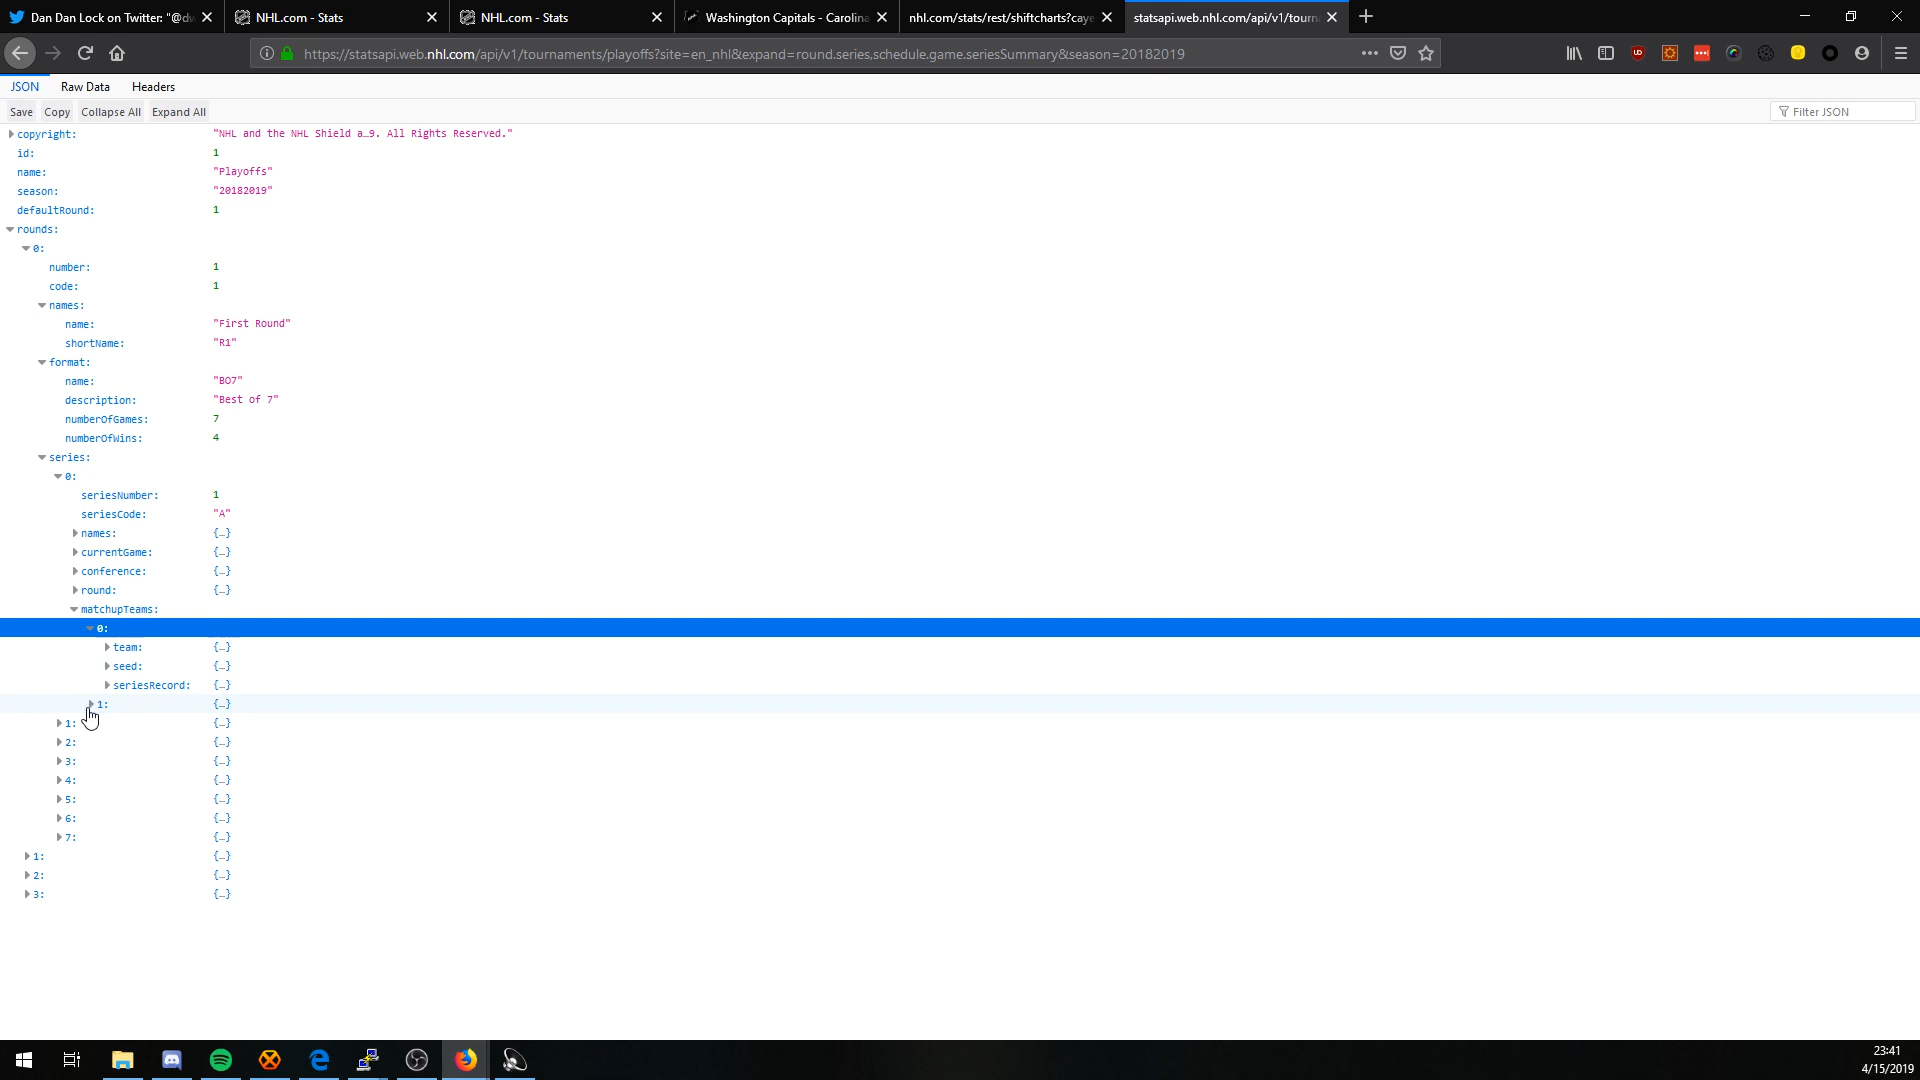 Dan Dan Lock on Twitter: "@dw
NHL.com - Stats
NHL.com - Stats
Washington Capitals - Carolina
nhl.com/stats/rest/shiftcharts?caye
statsapi.web.nhl.com/api/v1/tourn
https://statsapi.web.nhl.com/api/v1/tournaments/playoffs?site=en_nhl&expand=round.series,schedule.game.seriesSummary&season=20182019
JSON Raw Data Headers
Save Copy Collapse All Expand All Filter JSON
copyright: "NHL and the NHL Shield a…9. All Rights Reserved."
id: 1
name: "Playoffs"
season: "20182019"
defaultRound: 1
rounds:
0:
number: 1
code: 1
names:
name: "First Round"
shortName: "R1"
format:
name: "BO7"
description: "Best of 7"
numberOfGames: 7
numberOfWins: 4
series:
0:
seriesNumber: 1
seriesCode: "A"
names: {…}
currentGame: {…}
conference: {…}
round: {…}
matchupTeams:
0:
team: {…}
seed: {…}
seriesRecord: {…}
1: {…}
1: {…}
2: {…}
3: {…}
4: {…}
5: {…}
6: {…}
7: {…}
1: {…}
2: {…}
3: {…}
23:41
4/15/2019